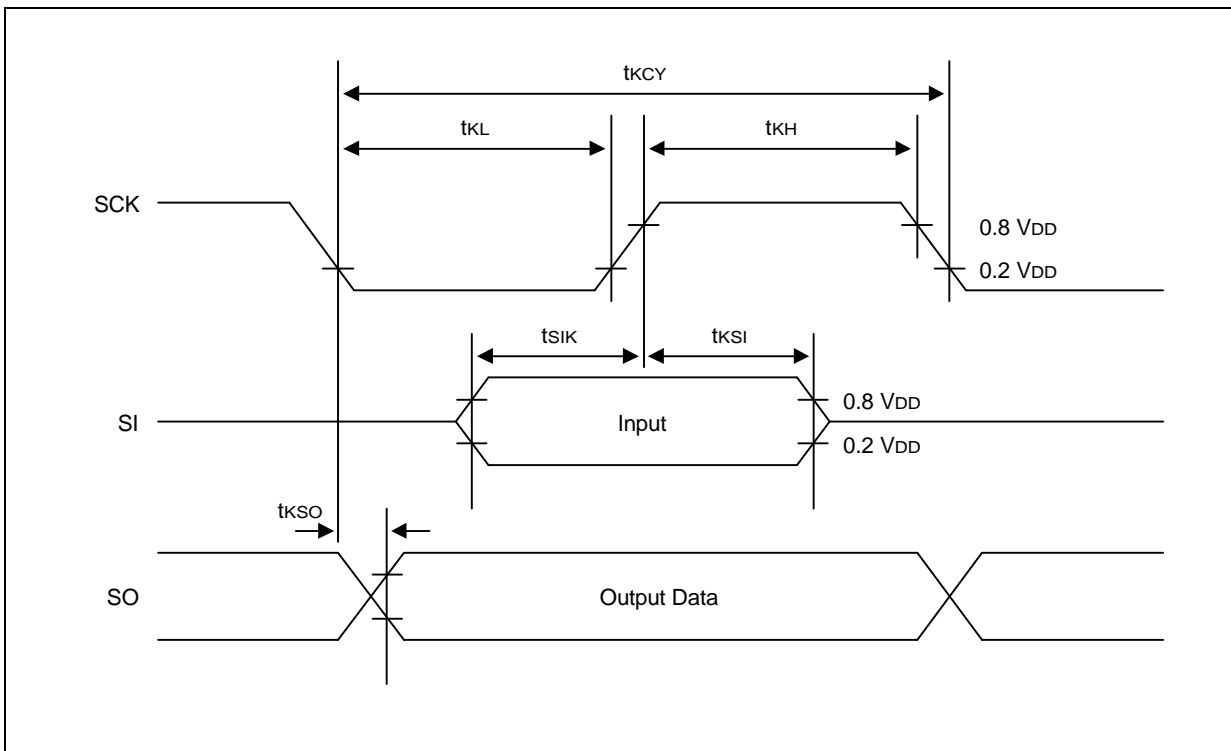 tKCY
tKL
tKH
SCK
0.8 VDD
0.2 VDD
tSIK
tKSI
SI
Input
0.8 VDD
0.2 VDD
tKSO
SO
Output Data